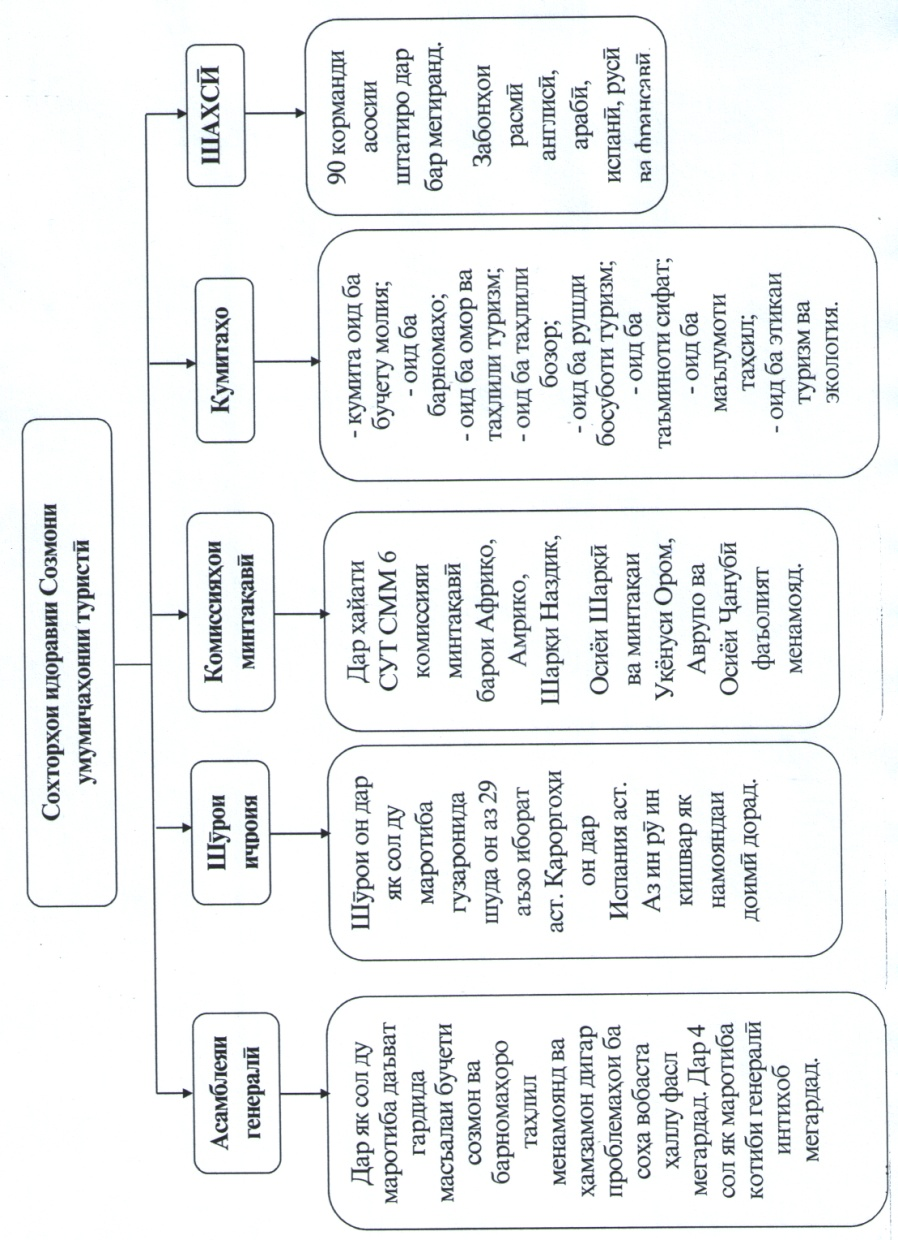 Сохторҳои идоравии Созмони
умумиҷаҳонии туристӣ
Асамблеяи
генералӣ
Дар як сол ду
маротиба даъват
гардида
масъалаи буҷети
созмон ва
барномаҳоро
таҳлил
менамоянд ва
ҳамзамон дигар
проблемаҳои ба
соҳа вобаста
ҳаллу фасл
мегардад. Дар 4
сол як маротиба
котиби генералӣ
интихоб
мегардад.
Шӯрои
иҷроия
Шӯрои он дар
як сол ду
маротиба
гузаронида
шуда он аз 29
аъзо иборат
аст. Қароргоҳи
он дар
Испания аст.
Аз ин рӯ ин
кишвар як
намояндаи
доимӣ дорад.
Комиссияҳои
минтақавӣ
Дар ҳайати
СУТ СММ 6
комиссияи
минтақавӣ
барои Африқо,
Амрико,
Шарқи Наздик,
Осиёи Шарқӣ
ва минтақаи
Уқёнуси Ором,
Аврупо ва
Осиёи Ҷанубӣ
фаъолият
менамояд.
Кумитаҳо
- кумита оид ба
буҷету молия;
- оид ба
барномаҳо;
- оид ба омор ва
таҳлили туризм;
- оид ба таҳлили
бозор;
- оид ба рушди
босуботи туризм;
- оид ба
таъминоти сифат;
- оид ба
маълумоти
таҳсил;
- оид ба этикаи
туризм ва
экология.
ШАХСӢ
90 корманди
асосии
штатиро дар
бар мегиранд.
Забонҳои
расмӣ
англисӣ,
арабӣ,
испанӣ, русӣ
ва франсавӣ.